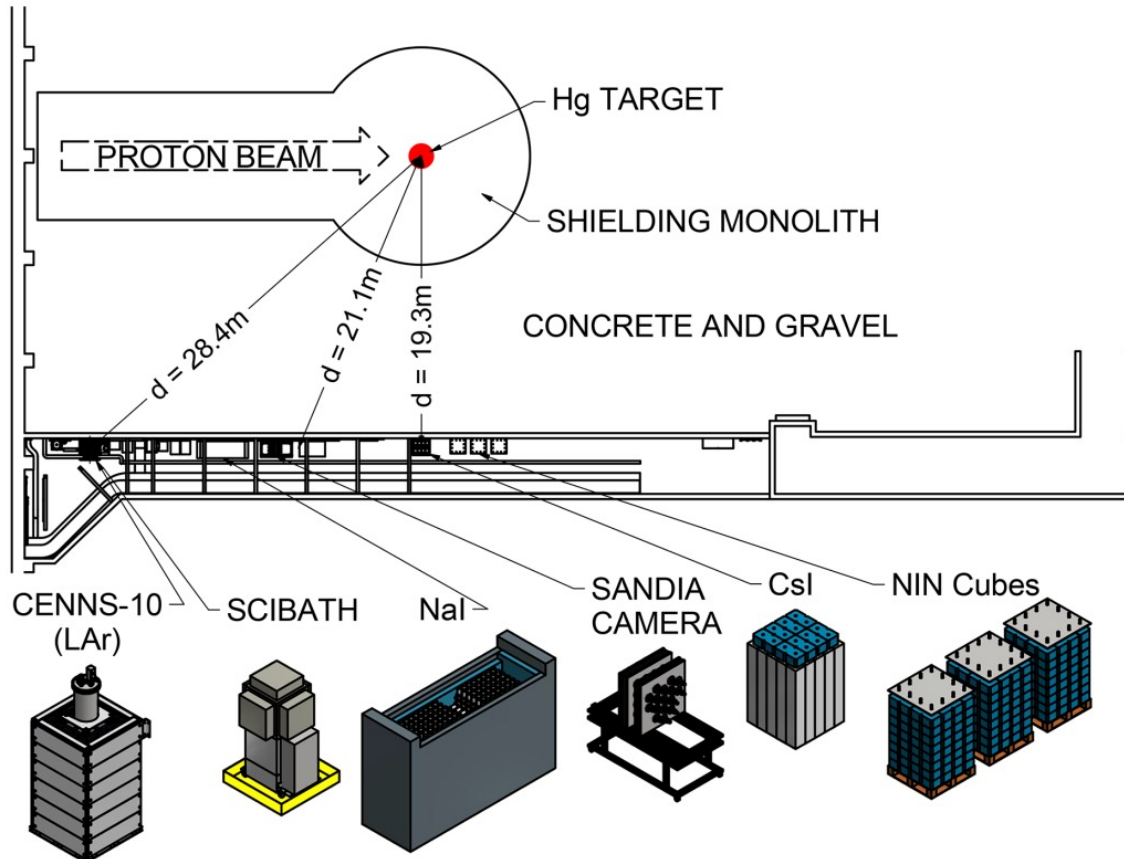 Hg TARGET
PROTON BEAM
SHIELDING MONOLITH
d = 28.4m
d = 21.1m
d = 19.3m
CONCRETE AND GRAVEL
CENNS-10
(LAr)
SCIBATH
NaI
SANDIA
CAMERA
CsI
NIN Cubes